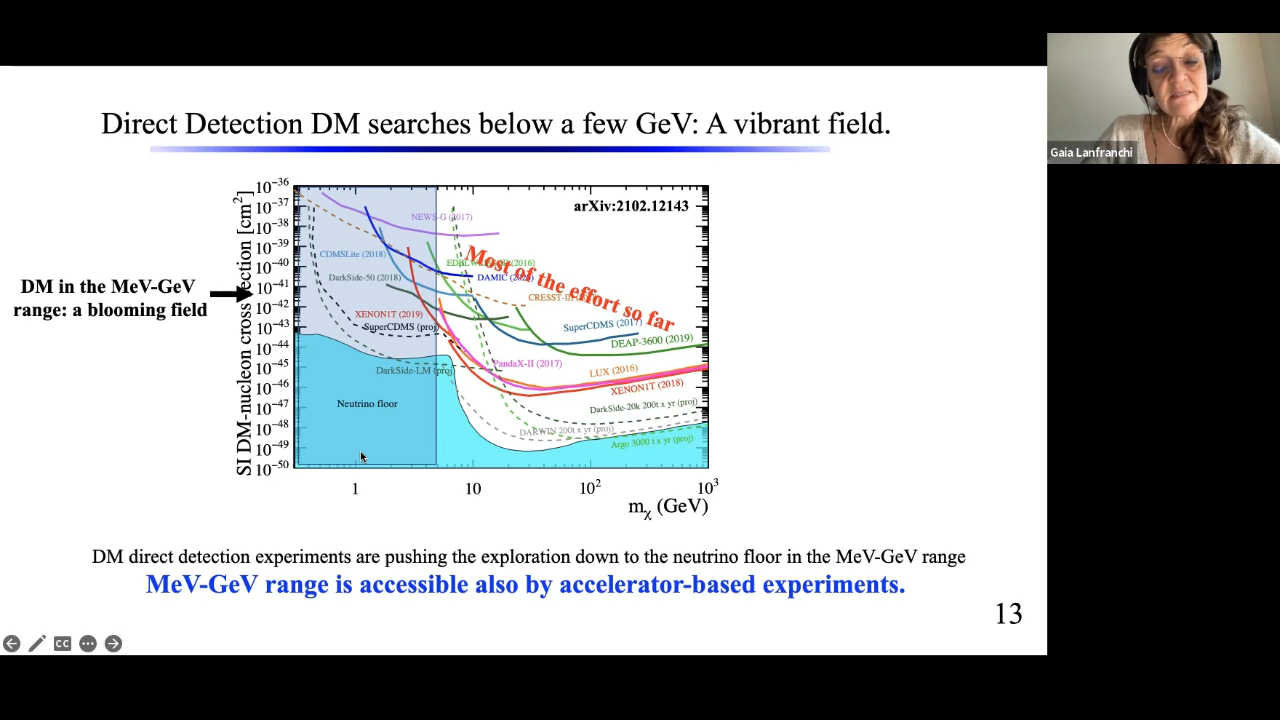 Gaia Lanfranchi
Direct Detection DM searches below a few GeV: A vibrant field.
DM in the MeV-GeV
range: a blooming field
SI DM-nucleon cross section [cm²]
10⁻³⁶
10⁻³⁷
10⁻³⁸
10⁻³⁹
10⁻⁴⁰
10⁻⁴¹
10⁻⁴²
10⁻⁴³
10⁻⁴⁴
10⁻⁴⁵
10⁻⁴⁶
10⁻⁴⁷
10⁻⁴⁸
10⁻⁴⁹
10⁻⁵⁰
arXiv:2102.12143
NEWS-G (2017)
Most of the effort so far
CDMSLite (2018)
DarkSide-50 (2018)
DAMIC
XENON1T (2019)
SuperCDMS (proj)
SuperCDMS (2017)
DEAP-3600 (2019)
PandaX-II (2017)
DarkSide-LM (proj)
LUX (2016)
XENON1T (2018)
Neutrino floor
DarkSide-20k 200t x yr (proj)
DARWIN 200t x yr (proj)
Argo 3000 t x yr (proj)
1 10 10² 10³
mχ (GeV)
DM direct detection experiments are pushing the exploration down to the neutrino floor in the MeV-GeV range
MeV-GeV range is accessible also by accelerator-based experiments.
13
CC